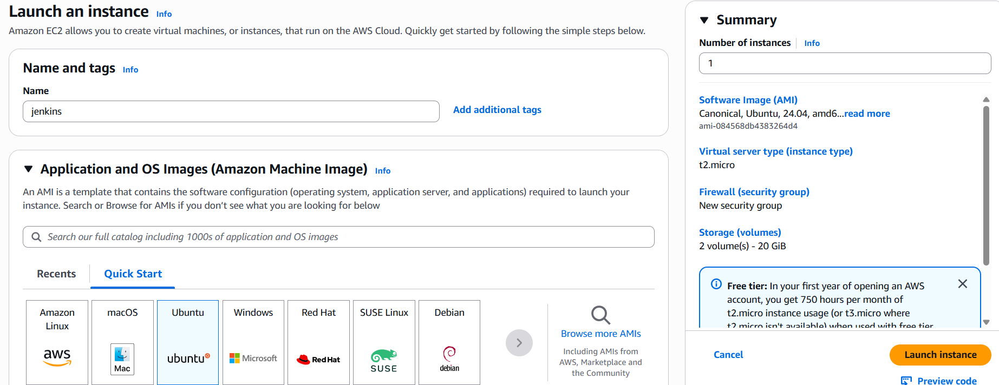 Launch an instance Info
Amazon EC2 allows you to create virtual machines, or instances, that run on the AWS Cloud. Quickly get started by following the simple steps below.
Name and tags Info
Name
jenkins
Add additional tags
Application and OS Images (Amazon Machine Image) Info
An AMI is a template that contains the software configuration (operating system, application server, and applications) required to launch your
instance. Search or Browse for AMIs if you don’t see what you are looking for below
Search our full catalog including 1000s of application and OS images
Recents
Quick Start
Amazon
Linux
aws
macOS
Mac
Ubuntu
ubuntu
Windows
Microsoft
Red Hat
Red Hat
SUSE Linux
SUSE
Debian
debian
Browse more AMIs
Including AMIs from
AWS, Marketplace and
the Community
Summary
Number of instances Info
1
Software Image (AMI)
Canonical, Ubuntu, 24.04, amd6...read more
ami-084568db4383264d4
Virtual server type (instance type)
t2.micro
Firewall (security group)
New security group
Storage (volumes)
2 volume(s) - 20 GiB
Free tier: In your first year of opening an AWS
account, you get 750 hours per month of
t2.micro instance usage (or t3.micro where
t2.micro isn't available) when used with free tier
Cancel
Launch instance
Preview code